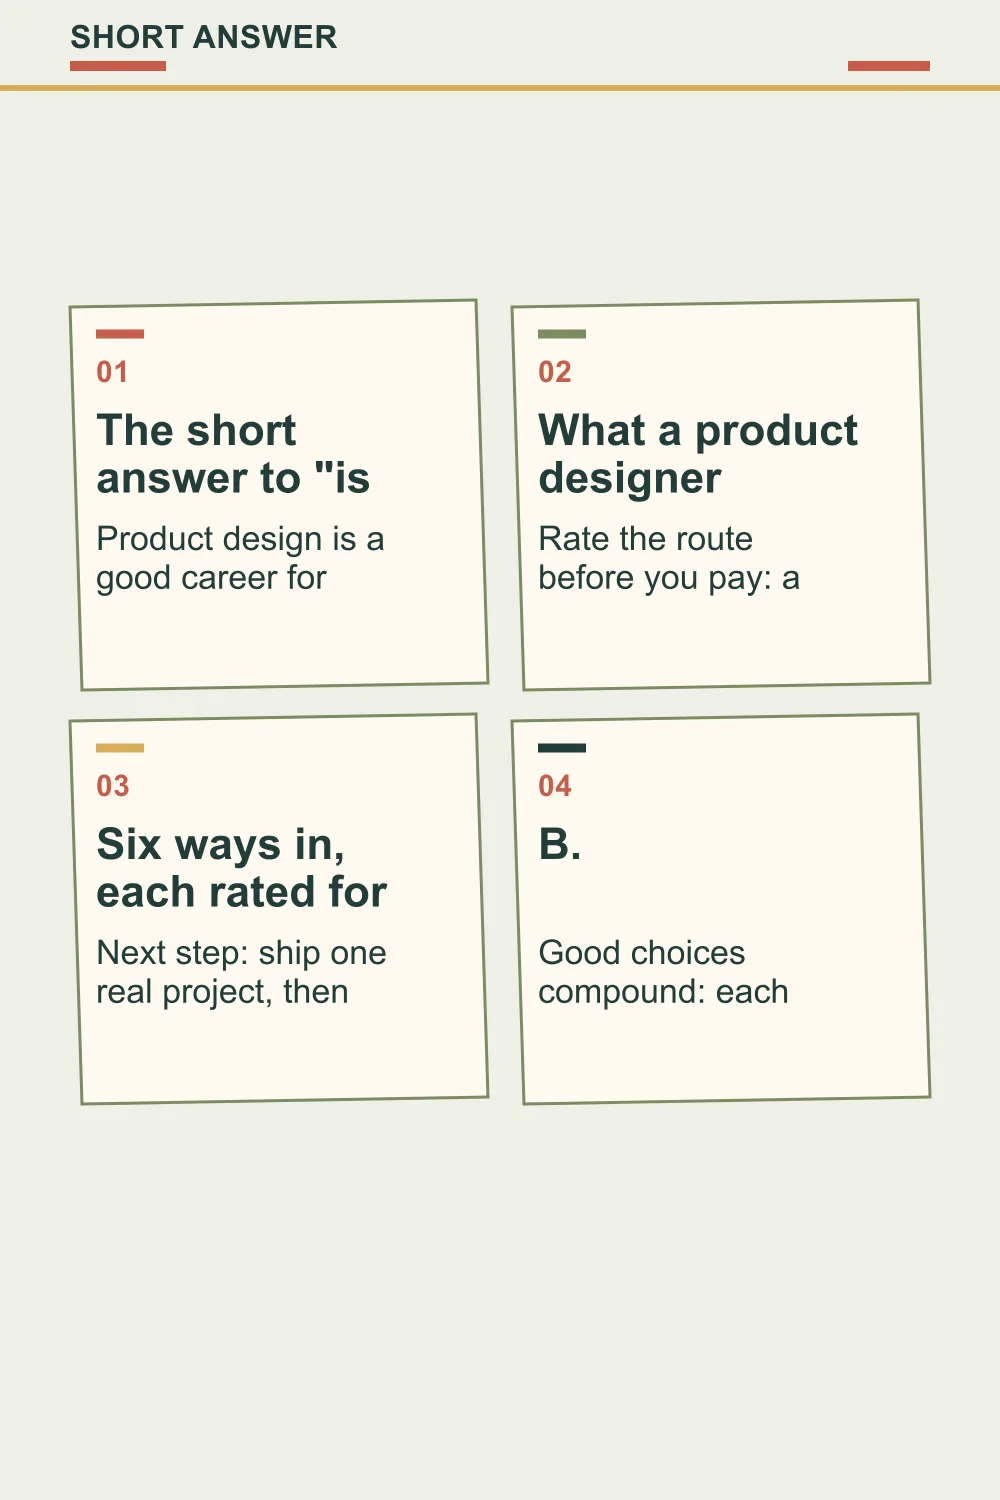 SHORT ANSWER
01
The short
answer to "is
Product design is a
good career for
02
What a product
designer
Rate the route
before you pay: a
03
Six ways in,
each rated for
Next step: ship one
real project, then
04
B.
Good choices
compound: each